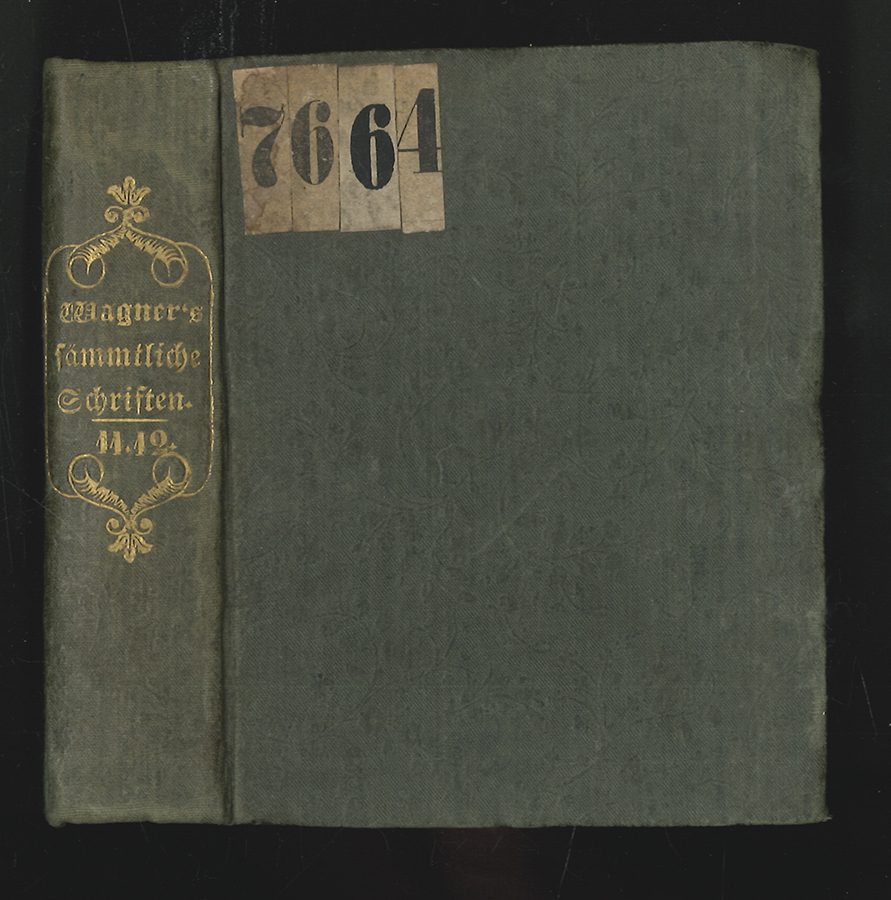 Wagner's
ſämmtliche
Schriften.
11.12.
7664